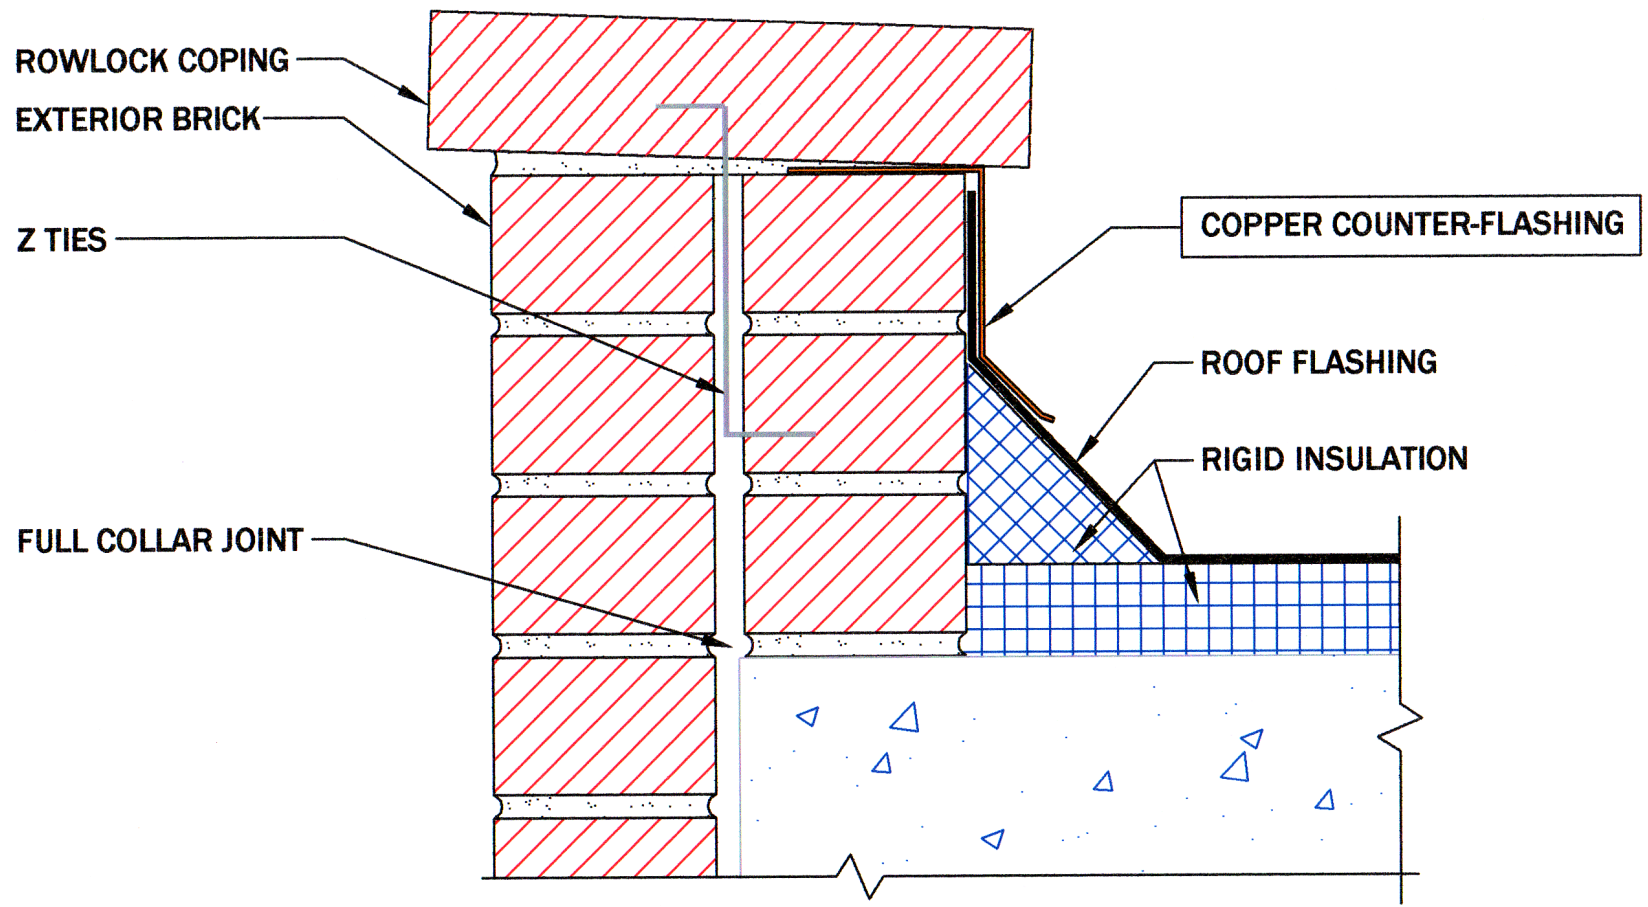 ROWLOCK COPING
EXTERIOR BRICK
Z TIES
FULL COLLAR JOINT
COPPER COUNTER-FLASHING
ROOF FLASHING
RIGID INSULATION